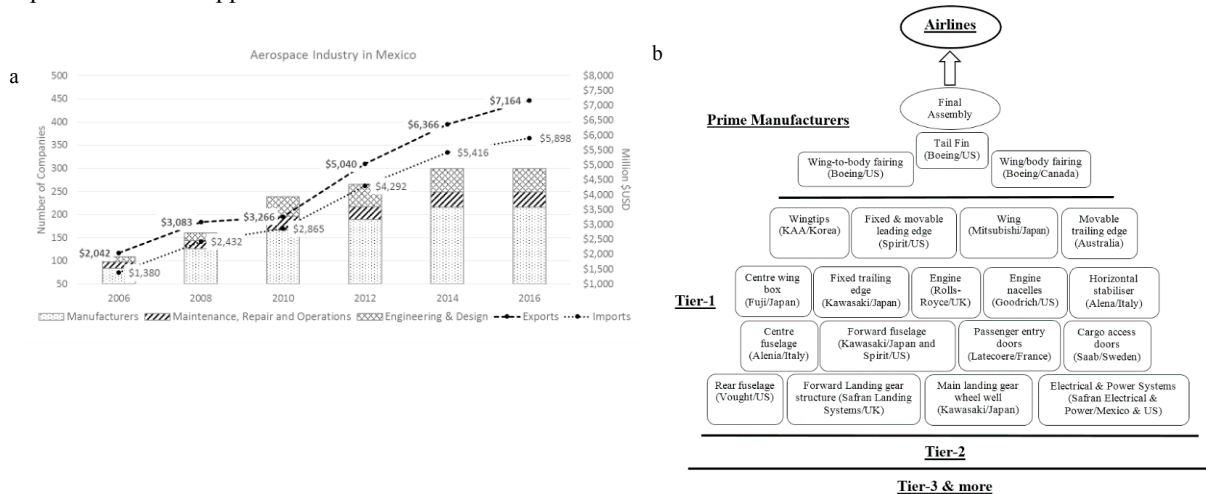 a
Aerospace Industry in Mexico
Number of Companies
500
450
400
350
300
250
200
150
100
50
$8,000
$7,500
$7,000
$6,500
$6,000
$5,500
$5,000
$4,500
$4,000
$3,500
$3,000
$2,500
$2,000
$1,500
$1,000
Million $USD
$2,042
$3,083
$3,266
$5,040
$6,366
$7,164
$1,380
$2,432
$2,865
$4,292
$5,416
$5,898
2006 2008 2010 2012 2014 2016
Manufacturers Maintenance, Repair and Operations Engineering & Design Exports Imports
b
Airlines
Final
Assembly
Prime Manufacturers
Tail Fin
(Boeing/US)
Wing-to-body fairing
(Boeing/US)
Wing/body fairing
(Boeing/Canada)
Wingtips
(KAA/Korea)
Fixed & movable
leading edge
(Spirit/US)
Wing
(Mitsubishi/Japan)
Movable
trailing edge
(Australia)
Tier-1
Centre wing
box
(Fuji/Japan)
Fixed trailing
edge
(Kawasaki/Japan)
Engine
(Rolls-
Royce/UK)
Engine
nacelles
(Goodrich/US)
Horizontal
stabiliser
(Alena/Italy)
Centre
fuselage
(Alenia/Italy)
Forward fuselage
(Kawasaki/Japan and
Spirit/US)
Passenger entry
doors
(Latecoere/France)
Cargo access
doors
(Saab/Sweden)
Rear fuselage
(Vought/US)
Forward Landing gear
structure (Safran Landing
Systems/UK)
Main landing gear
wheel well
(Kawasaki/Japan)
Electrical & Power Systems
(Safran Electrical &
Power/Mexico & US)
Tier-2
Tier-3 & more